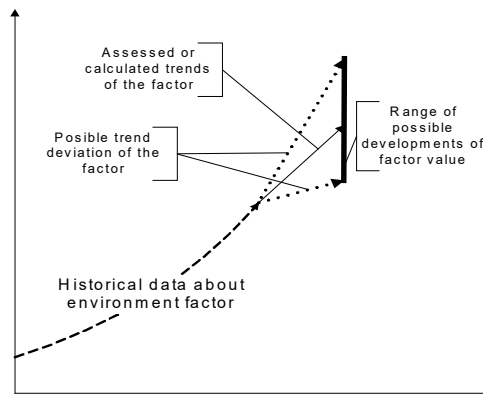 Assessed or
calculated trends
of the factor
Range of
possible
developments of
factor value
Posible trend
deviation of the
factor
Historical data about
environment factor